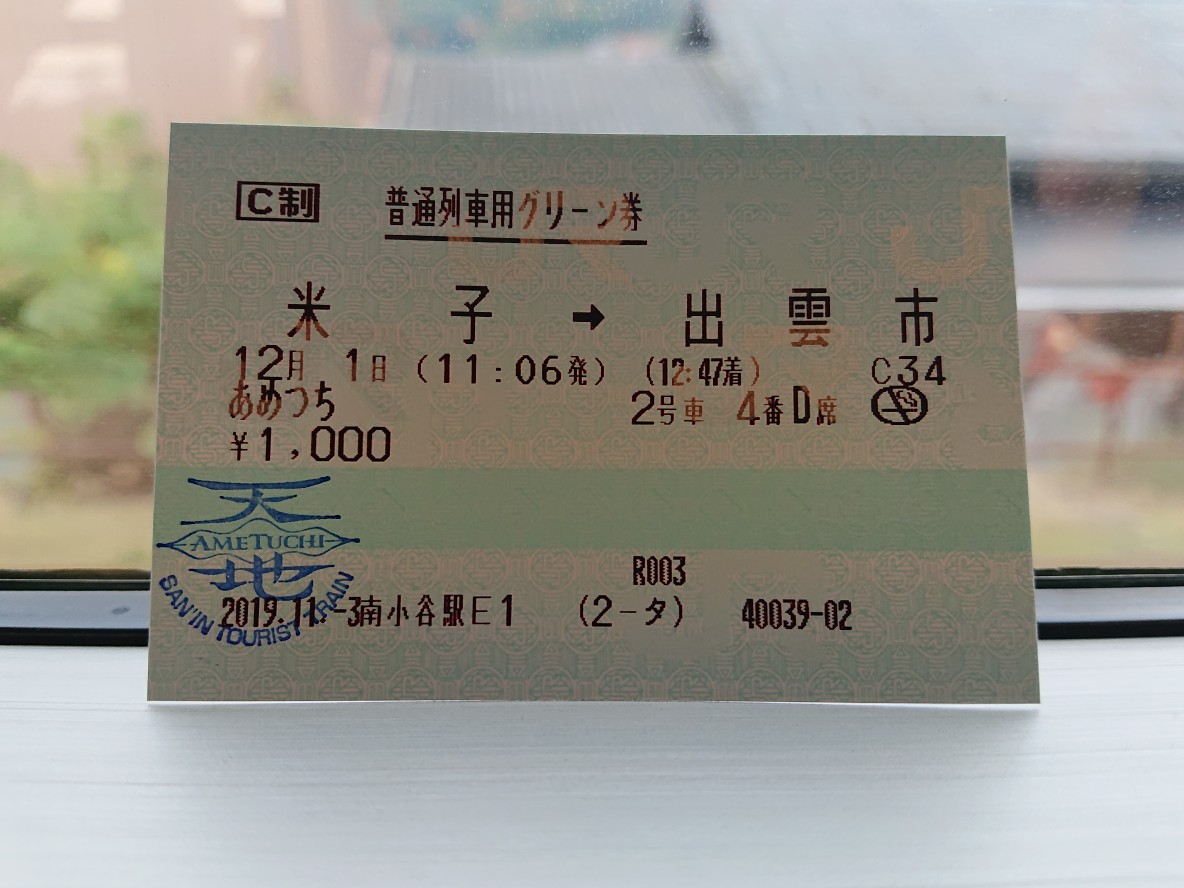 C制 普通列車用グリーン券
米子➡出雲市
12月 1日(11:06発) (12:47着) C34
あめつち 2号車 4番D席
¥1,000
天
AMETUCHI
地
SAN'IN TOURIST TRAIN
R003
2019.11.-3南小谷駅E1 (2-タ) 40039-02